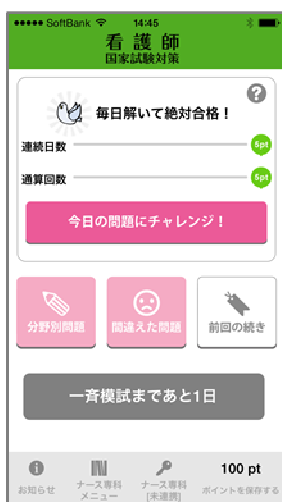 SoftBank 14:45
看護師
国家試験対策
?
毎日解いて絶対合格！
連続日数 5pt
通算回数 5pt
今日の問題にチャレンジ！
分野別問題 間違えた問題 前回の続き
一斉模試まであと1日
100 pt
お知らせ ナース専科 ナース専科 ポイントを保存する
メニュー [未連携]